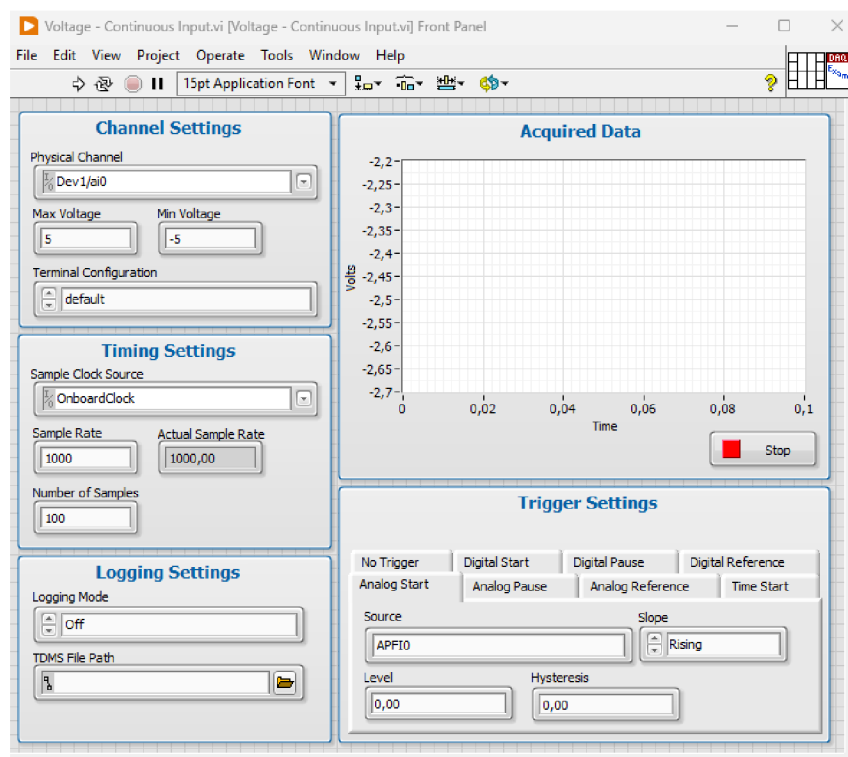 Voltage - Continuous Input.vi [Voltage - Continuous Input.vi] Front Panel
File Edit View Project Operate Tools Window Help
15pt Application Font
DAQ
Exam
Channel Settings
Physical Channel
Dev1/ai0
Max Voltage Min Voltage
5 -5
Terminal Configuration
default
Timing Settings
Sample Clock Source
OnboardClock
Sample Rate Actual Sample Rate
1000 1000,00
Number of Samples
100
Logging Settings
Logging Mode
Off
TDMS File Path
Acquired Data
-2,2
-2,25
-2,3
-2,35
-2,4
-2,45
-2,5
-2,55
-2,6
-2,65
-2,7
Volts
0 0,02 0,04 0,06 0,08 0,1
Time
Stop
Trigger Settings
No Trigger Digital Start Digital Pause Digital Reference
Analog Start Analog Pause Analog Reference Time Start
Source Slope
APFI0 Rising
Level Hysteresis
0,00 0,00